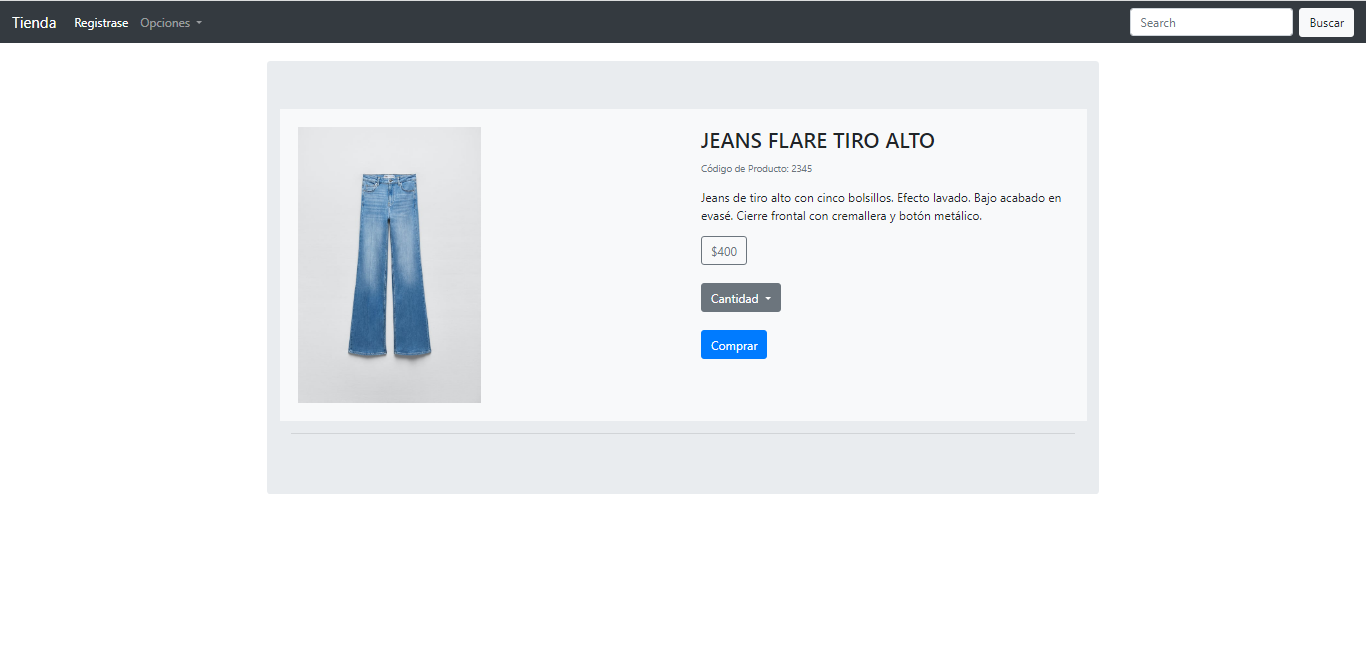 Tienda Registrase Opciones Search Buscar
JEANS FLARE TIRO ALTO
Código de Producto: 2345
Jeans de tiro alto con cinco bolsillos. Efecto lavado. Bajo acabado en
evasé. Cierre frontal con cremallera y botón metálico.
$400
Cantidad
Comprar